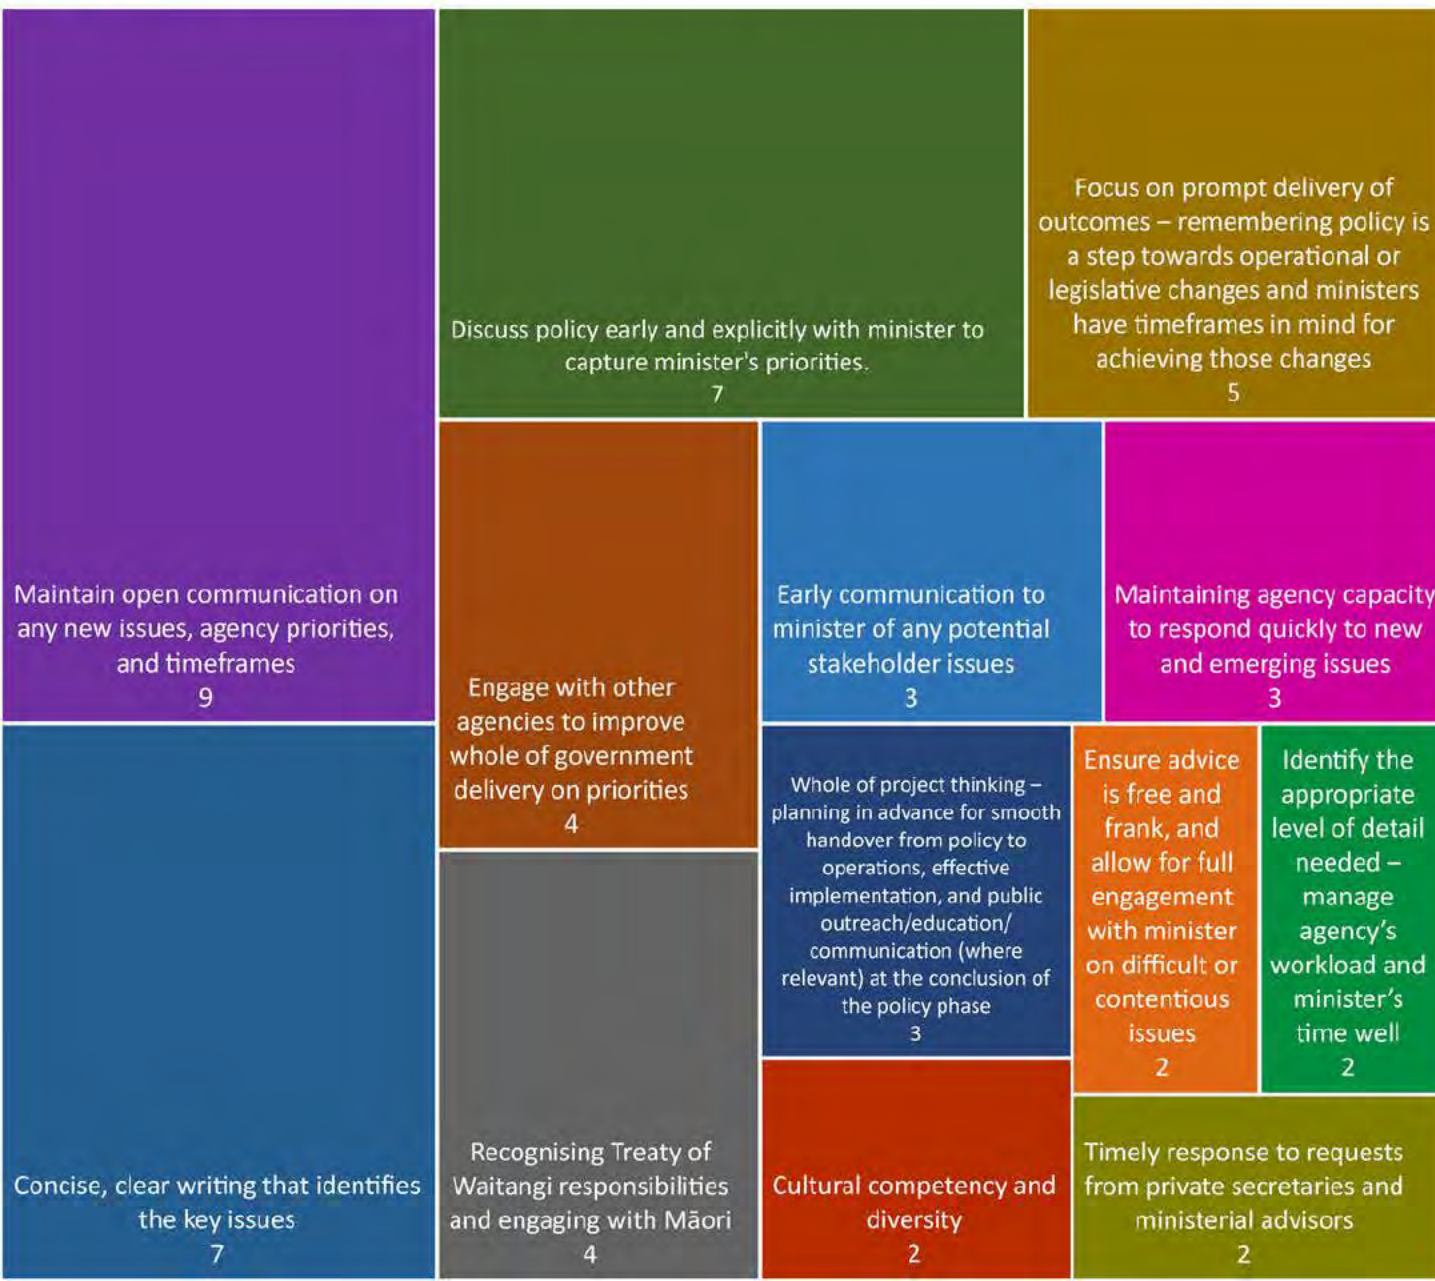 Maintain open communication on
any new issues, agency priorities,
and timeframes
9
Discuss policy early and explicitly with minister to
capture minister's priorities.
7
Focus on prompt delivery of
outcomes – remembering policy is
a step towards operational or
legislative changes and ministers
have timeframes in mind for
achieving those changes
5
Engage with other
agencies to improve
whole of government
delivery on priorities
4
Early communication to
minister of any potential
stakeholder issues
3
Maintaining agency capacity
to respond quickly to new
and emerging issues
3
Concise, clear writing that identifies
the key issues
7
Recognising Treaty of
Waitangi responsibilities
and engaging with Māori
4
Whole of project thinking –
planning in advance for smooth
handover from policy to
operations, effective
implementation, and public
outreach/education/
communication (where
relevant) at the conclusion of
the policy phase
3
Ensure advice
is free and
frank, and
allow for full
engagement
with minister
on difficult or
contentious
issues
2
Identify the
appropriate
level of detail
needed –
manage
agency’s
workload and
minister’s
time well
2
Cultural competency and
diversity
2
Timely response to requests
from private secretaries and
ministerial advisors
2